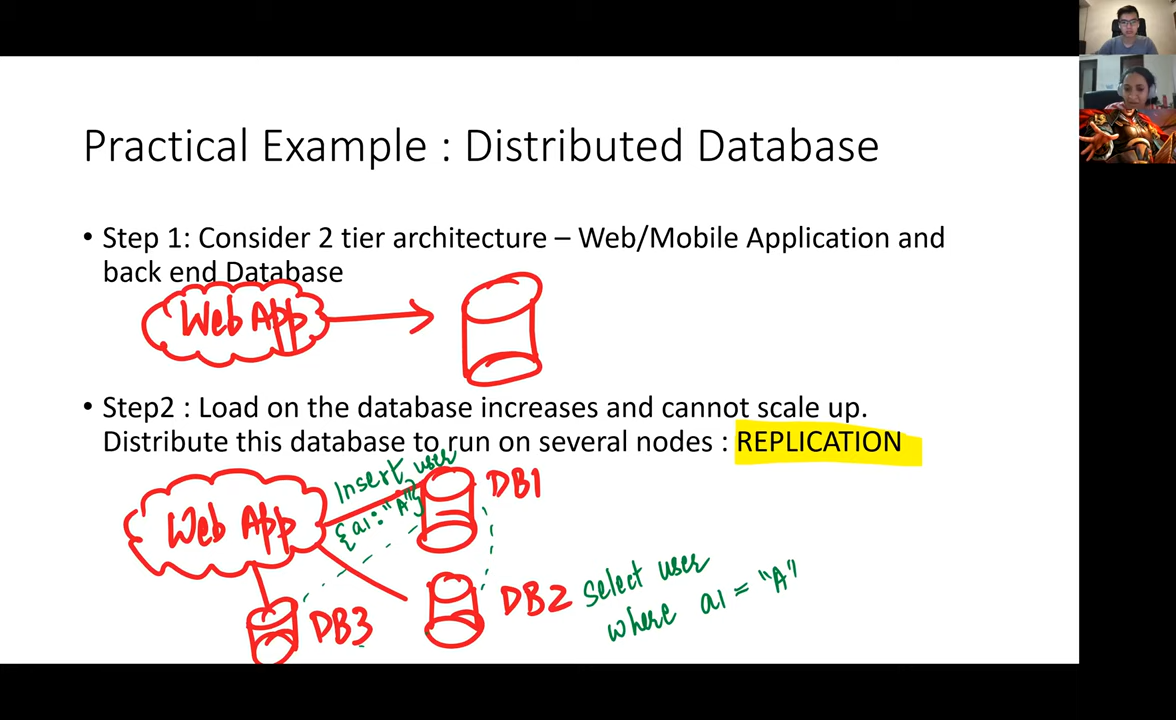 Practical Example : Distributed Database
• Step 1: Consider 2 tier architecture – Web/Mobile Application and
back end Database
Web App
• Step2 : Load on the database increases and cannot scale up.
Distribute this database to run on several nodes : REPLICATION
Insert user
{a1:"A"}
DB1
Web App
DB2
select user
where a1 = "A"
DB3